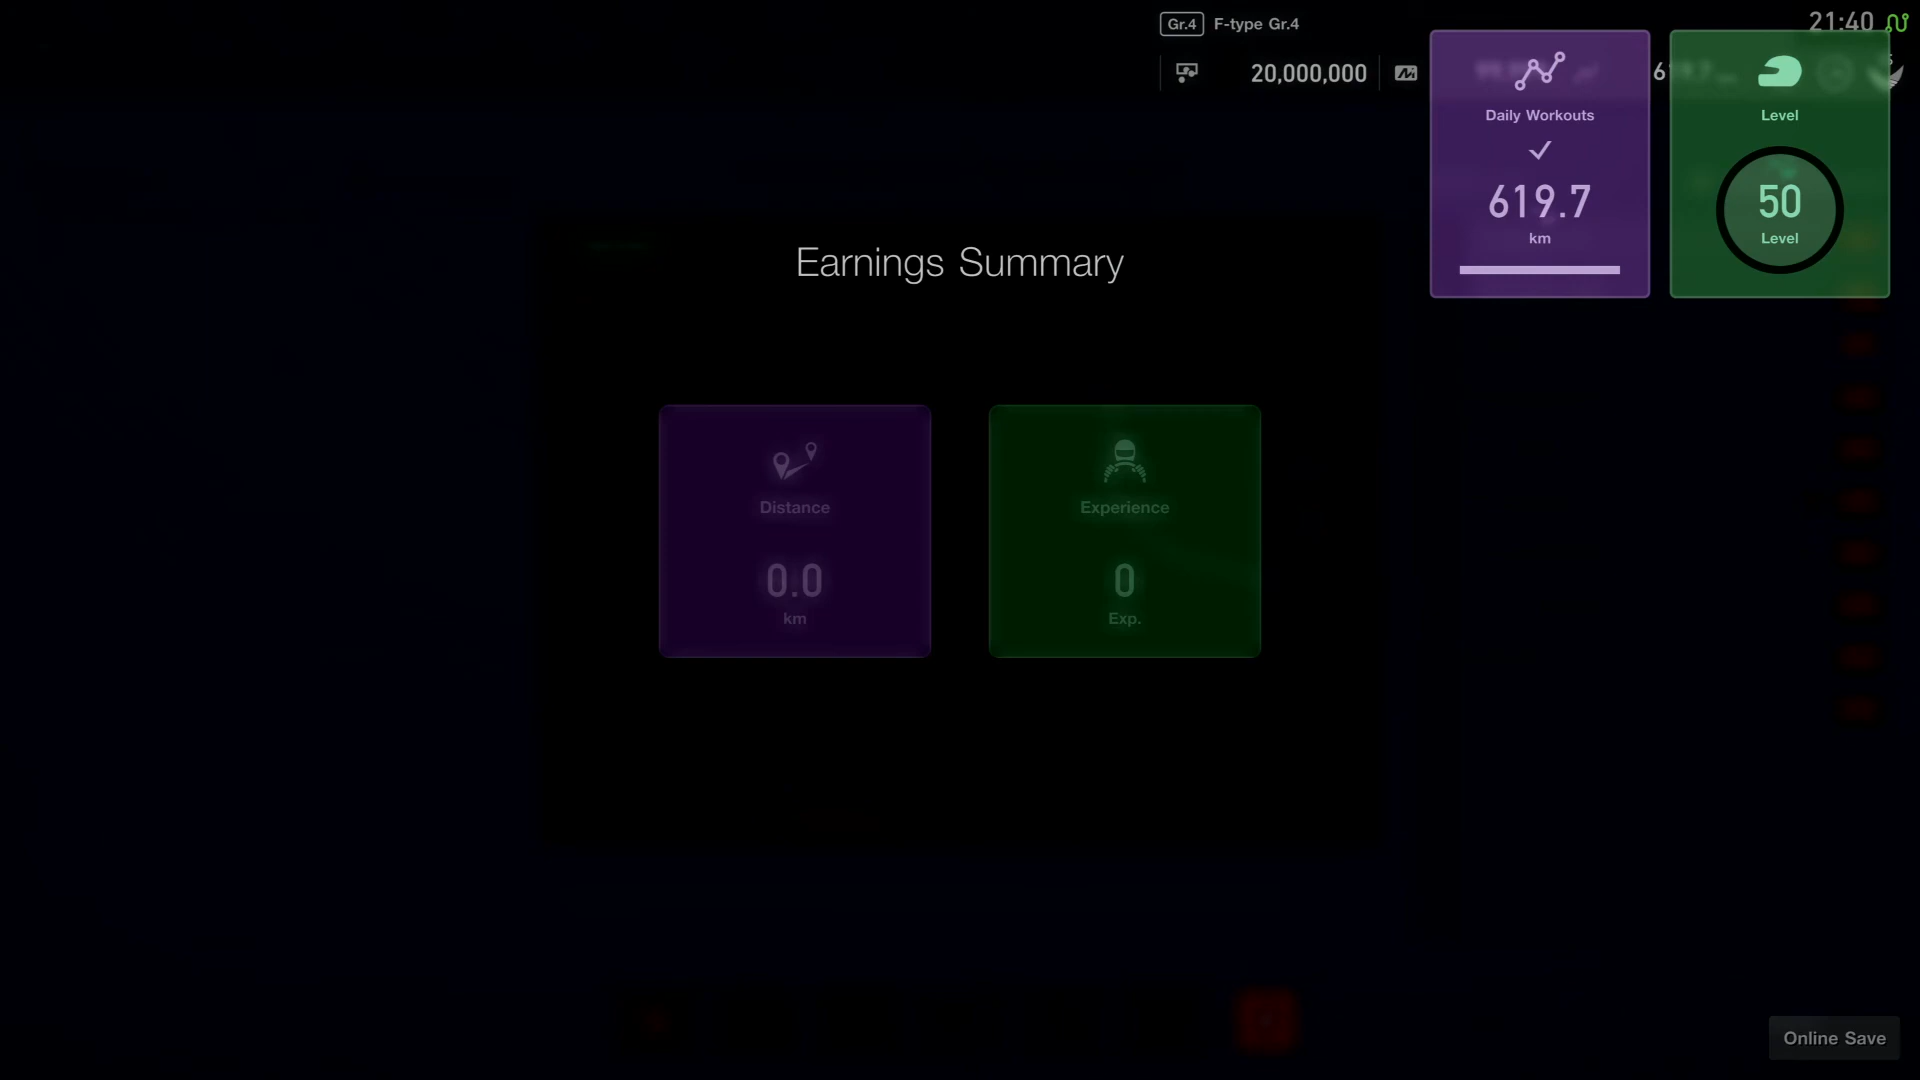 Gr.4 F-type Gr.4
21:40
20,000,000
Daily Workouts
619.7
km
Level
50
Level
Earnings Summary
Distance
0.0
km
Experience
0
Exp.
Online Save